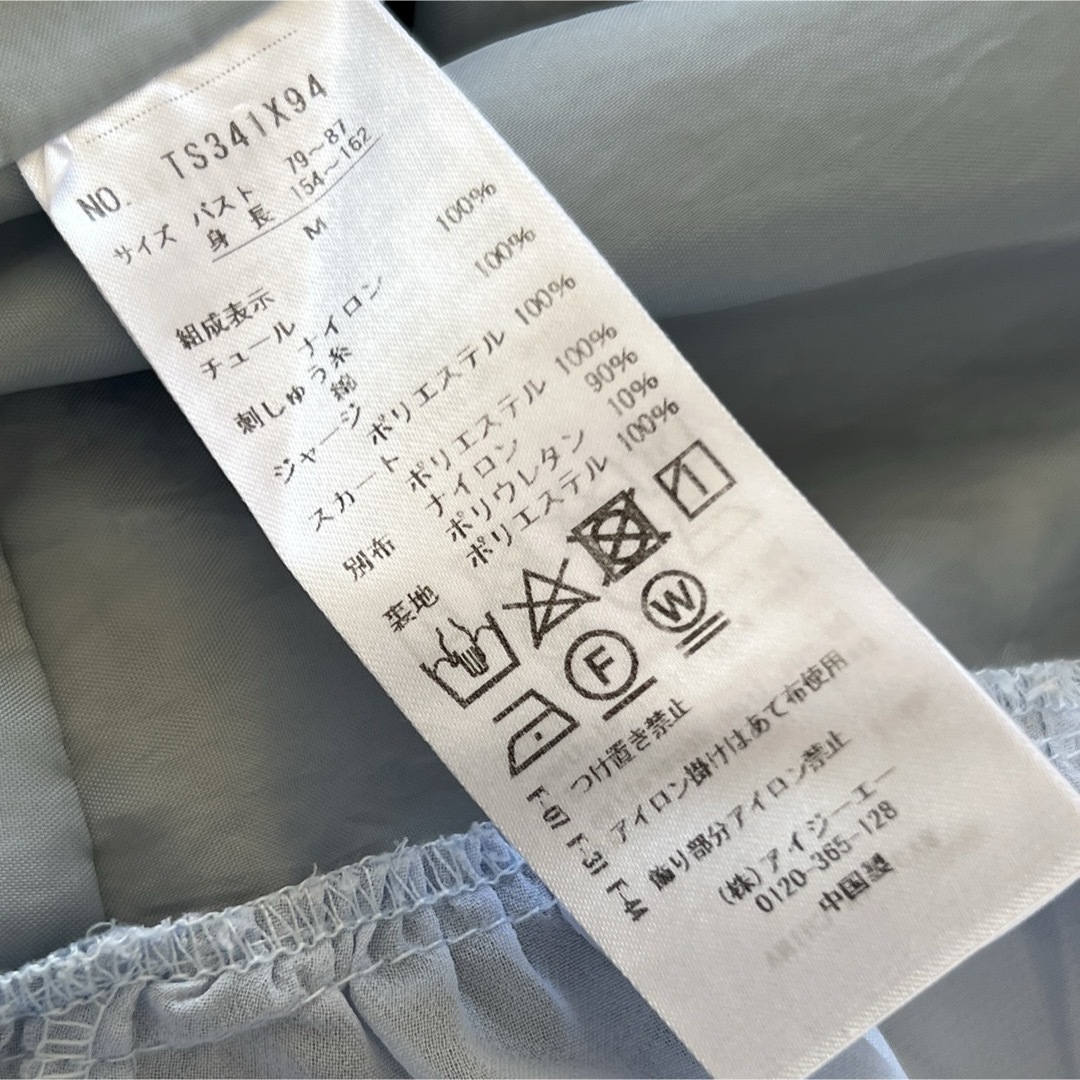 NO. TS341X94
サイズ バスト 79～87
身長 154～162
M
組成表示
チュール
ナイロン 100%
刺しゅう糸
綿 100%
ジャージ
ポリエステル 100%
スカート
ポリエステル 100%
別布 ナイロン 90%
ポリウレタン 10%
裏地 ポリエステル 100%
F
W
つけ置き禁止
アイロン掛けはあて布使用
飾り部分アイロン禁止
F-07 F-31 F-44
(株)アイジーエー
0120-365-128
中国製